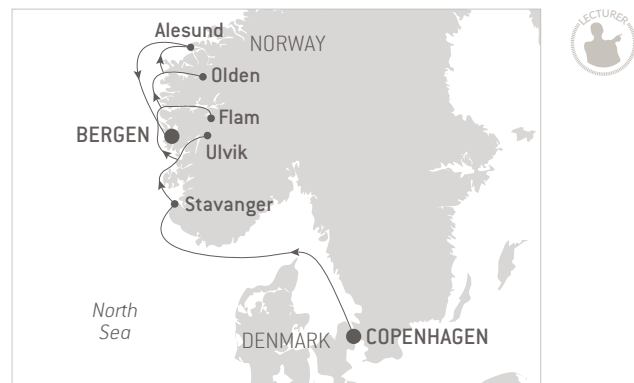 Alesund
NORWAY
Olden
Flam
BERGEN
Ulvik
Stavanger
North
Sea
DENMARK
COPENHAGEN
LECTURER